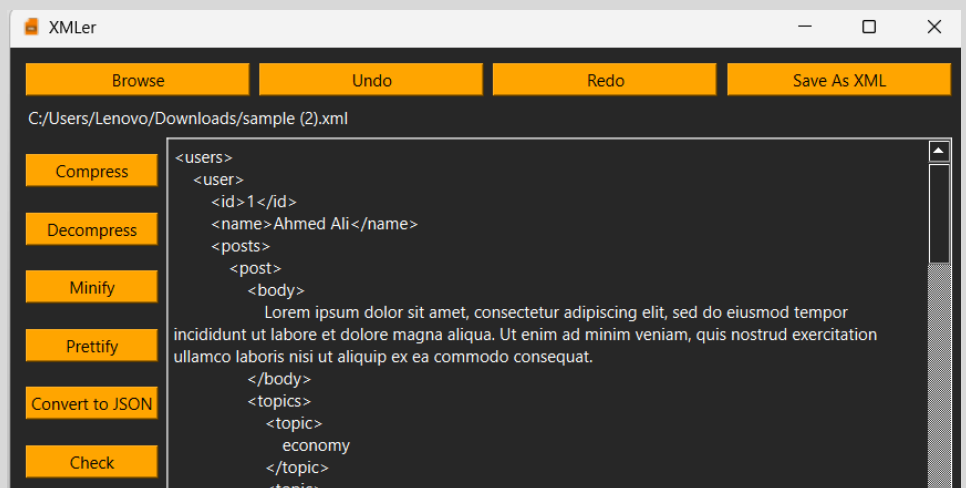 XMLer
Browse Undo Redo Save As XML
C:/Users/Lenovo/Downloads/sample (2).xml
Compress
Decompress
Minify
Prettify
Convert to JSON
Check
<users>
<user>
<id>1</id>
<name>Ahmed Ali</name>
<posts>
<post>
<body>
Lorem ipsum dolor sit amet, consectetur adipiscing elit, sed do eiusmod tempor
incididunt ut labore et dolore magna aliqua. Ut enim ad minim veniam, quis nostrud exercitation
ullamco laboris nisi ut aliquip ex ea commodo consequat.
</body>
<topics>
<topic>
economy
</topic>
<topic>